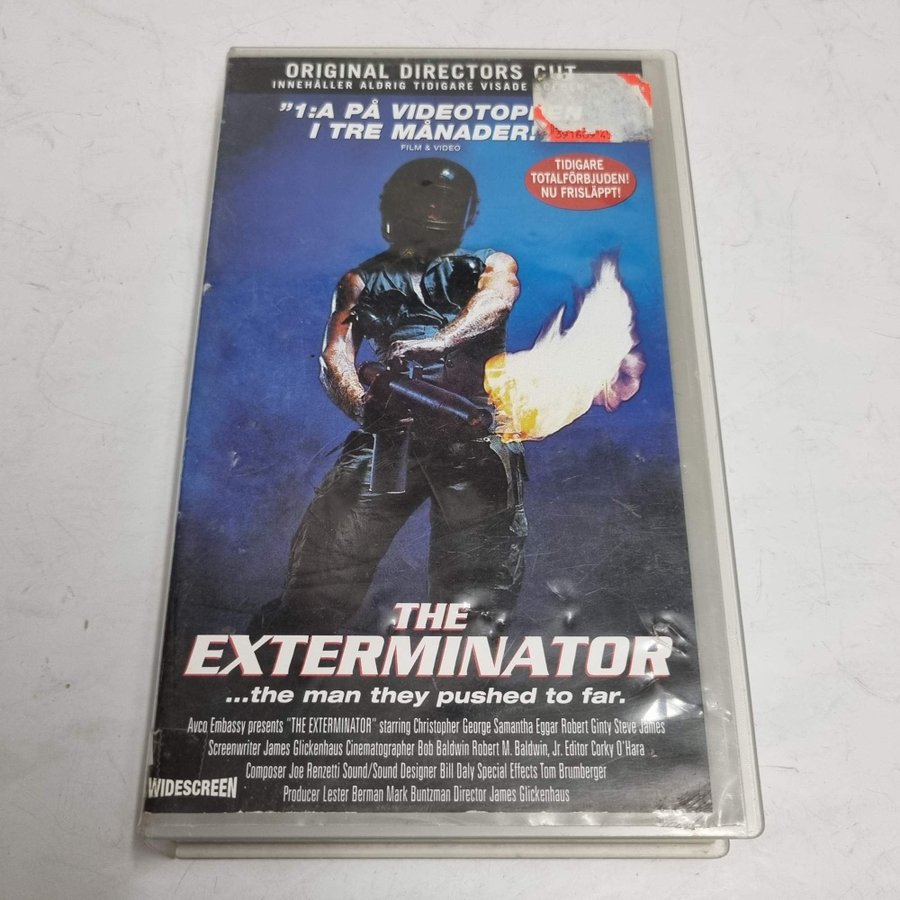 ORIGINAL DIRECTORS CUT
INNEHÅLLER ALDRIG TIDIGARE VISADE
"1:A PÅ VIDEOTOPPEN
I TRE MÅNADER!
FILM & VIDEO
TIDIGARE
TOTALFÖRBJUDEN!
NU FRISLÄPPT!
THE
EXTERMINATOR
...the man they pushed to far.
Avco Embassy presents "THE EXTERMINATOR" starring Christopher George Samantha Eggar Robert Ginty Steve James
Screenwriter James Glickenhaus Cinematographer Bob Baldwin Robert M. Baldwin, Jr. Editor Corky O'Hara
Composer Joe Renzetti Sound/Sound Designer Bill Daly Special Effects Tom Brumberger
Producer Lester Berman Mark Buntzman Director James Glickenhaus
WIDESCREEN